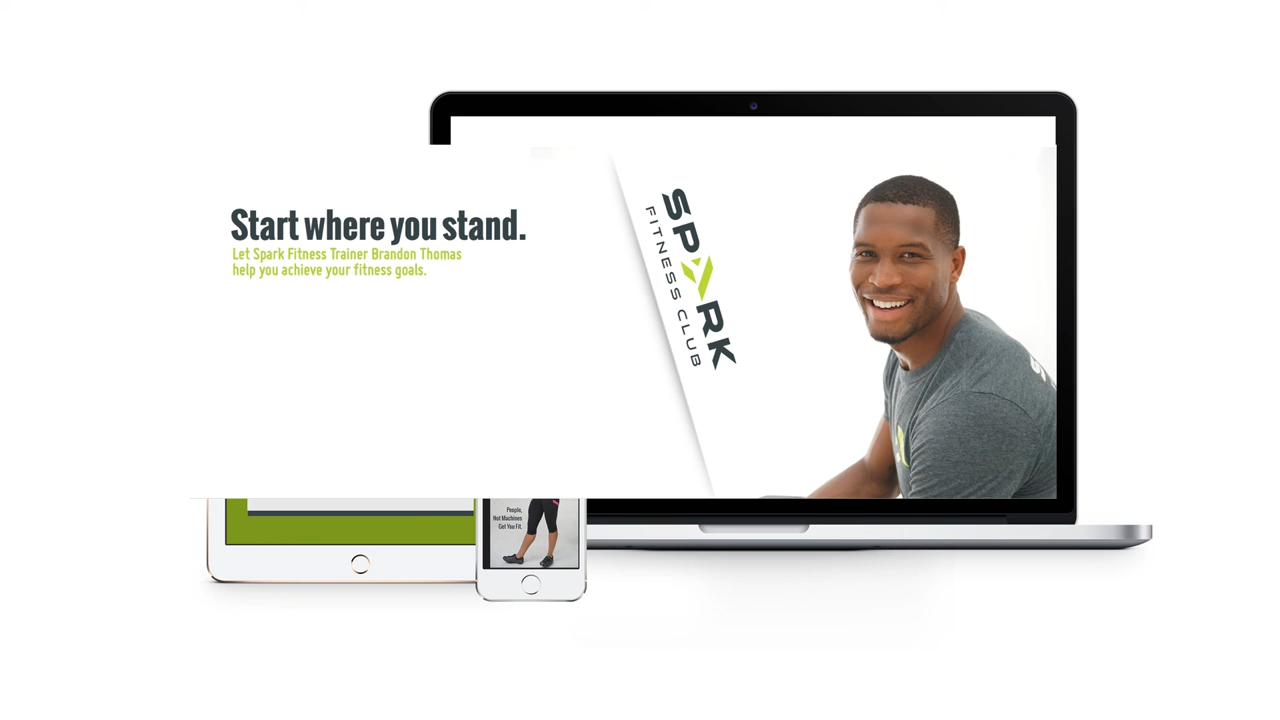 Start where you stand.
Let Spark Fitness Trainer Brandon Thomas
help you achieve your fitness goals.
SPARK
FITNESS CLUB
People,
Not Machines
Get You Fit.